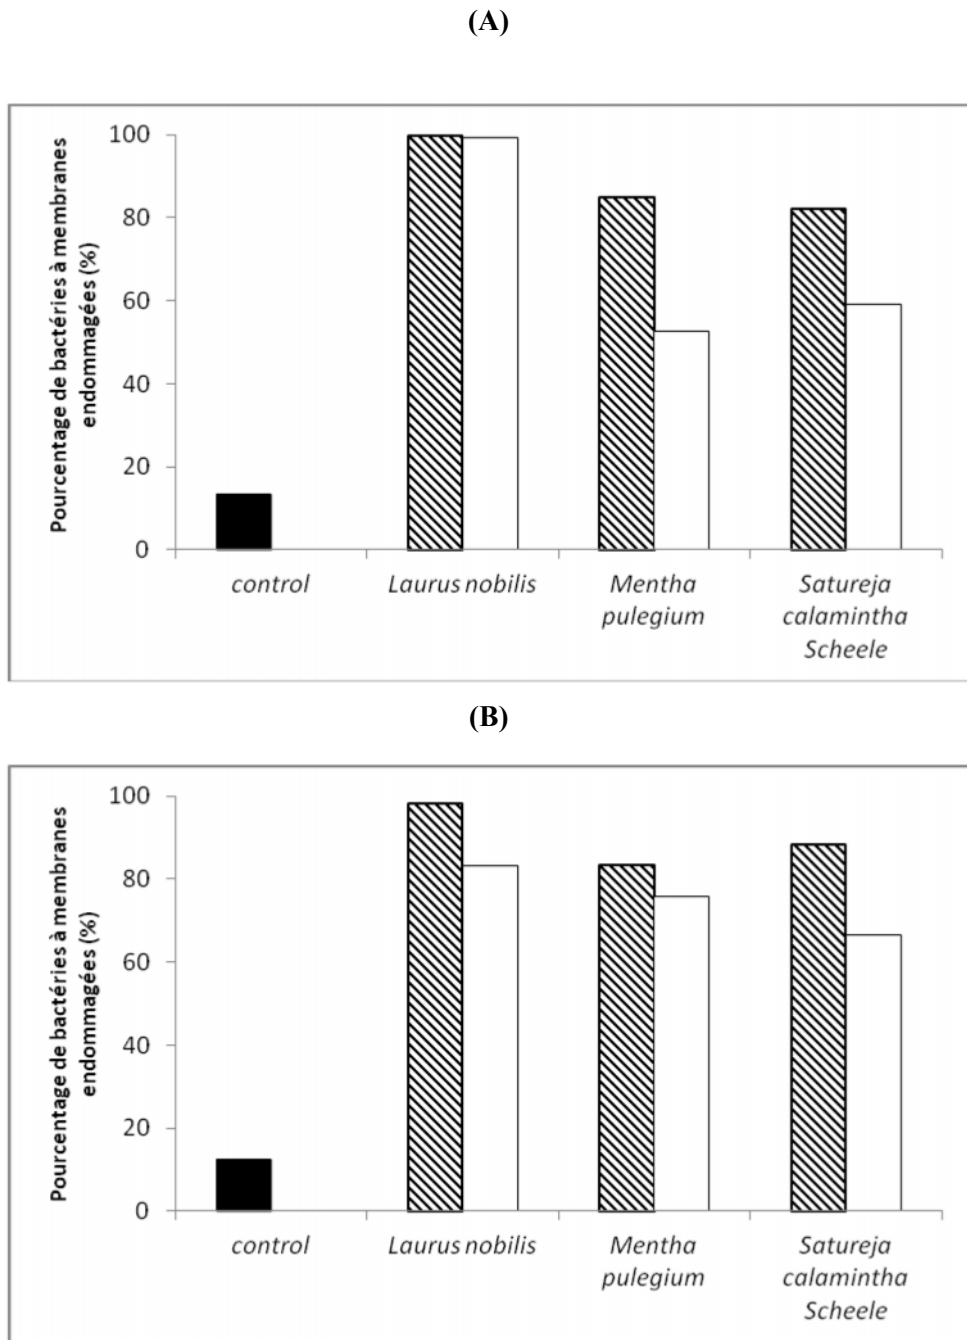 (A)
Pourcentage de bactéries à membranes
endommagées (%)
100
80
60
40
20
0
control
Laurus nobilis
Mentha
pulegium
Satureja
calamintha
Scheele
(B)
Pourcentage de bactéries à membranes
endommagées (%)
100
80
60
40
20
0
control
Laurus nobilis
Mentha
pulegium
Satureja
calamintha
Scheele